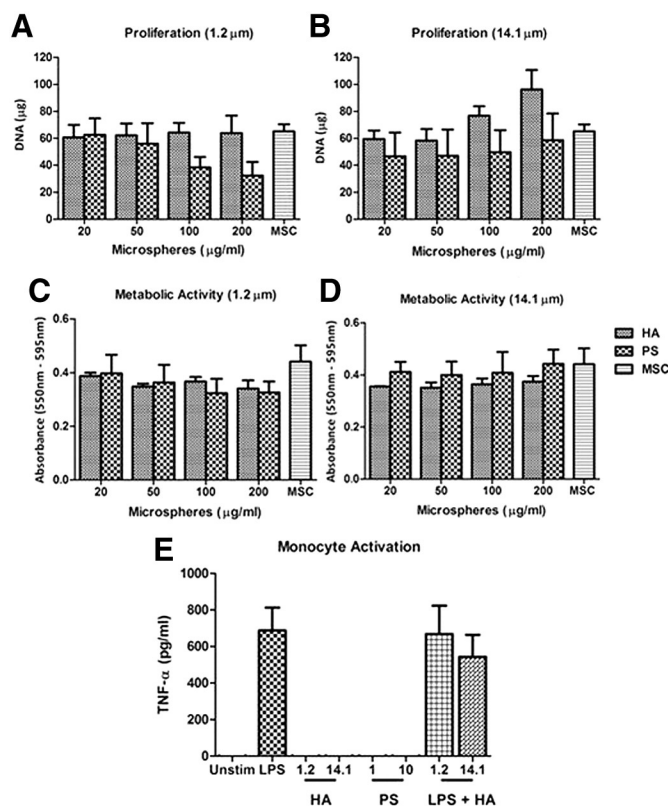 A
Proliferation (1.2 μm)
DNA (μg)
120
100
80
60
40
20
0
20 50 100 200 MSC
Microspheres (μg/ml)
B
Proliferation (14.1 μm)
DNA (μg)
120
100
80
60
40
20
0
20 50 100 200 MSC
Microspheres (μg/ml)
C
Metabolic Activity (1.2 μm)
Absorbance (550nm - 595nm)
0.6
0.4
0.2
0.0
20 50 100 200 MSC
Microspheres (μg/ml)
D
Metabolic Activity (14.1 μm)
Absorbance (550nm - 595nm)
0.6
0.4
0.2
0.0
20 50 100 200 MSC
Microspheres (μg/ml)
HA
PS
MSC
E
Monocyte Activation
TNF-α (pg/ml)
1000
800
600
400
200
0
Unstim LPS 1.2 14.1 1 10 1.2 14.1
HA PS LPS + HA